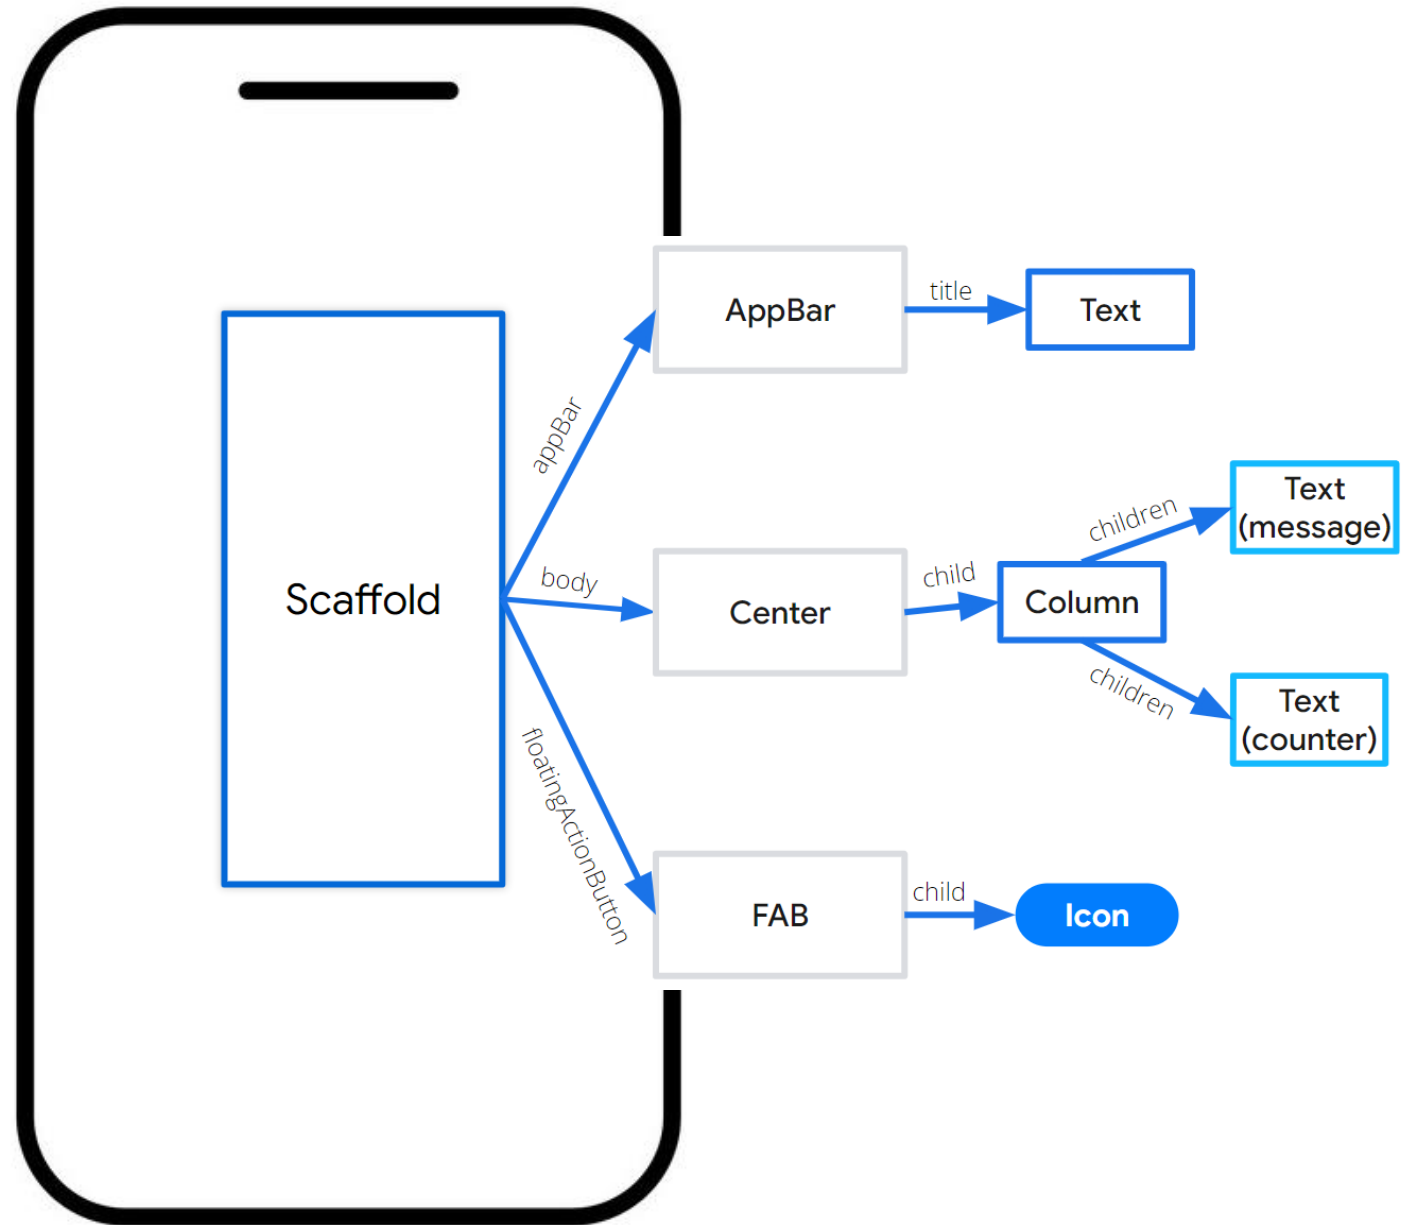 AppBar
title
Text
appBar
Scaffold
body
Center
child
Column
children
Text
(message)
children
Text
(counter)
floatingActionButton
FAB
child
Icon